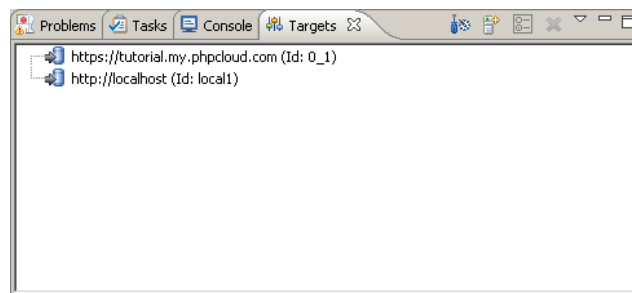 Problems Tasks Console Targets
https://tutorial.my.phpcloud.com (Id: 0_1)
http://localhost (Id: local1)